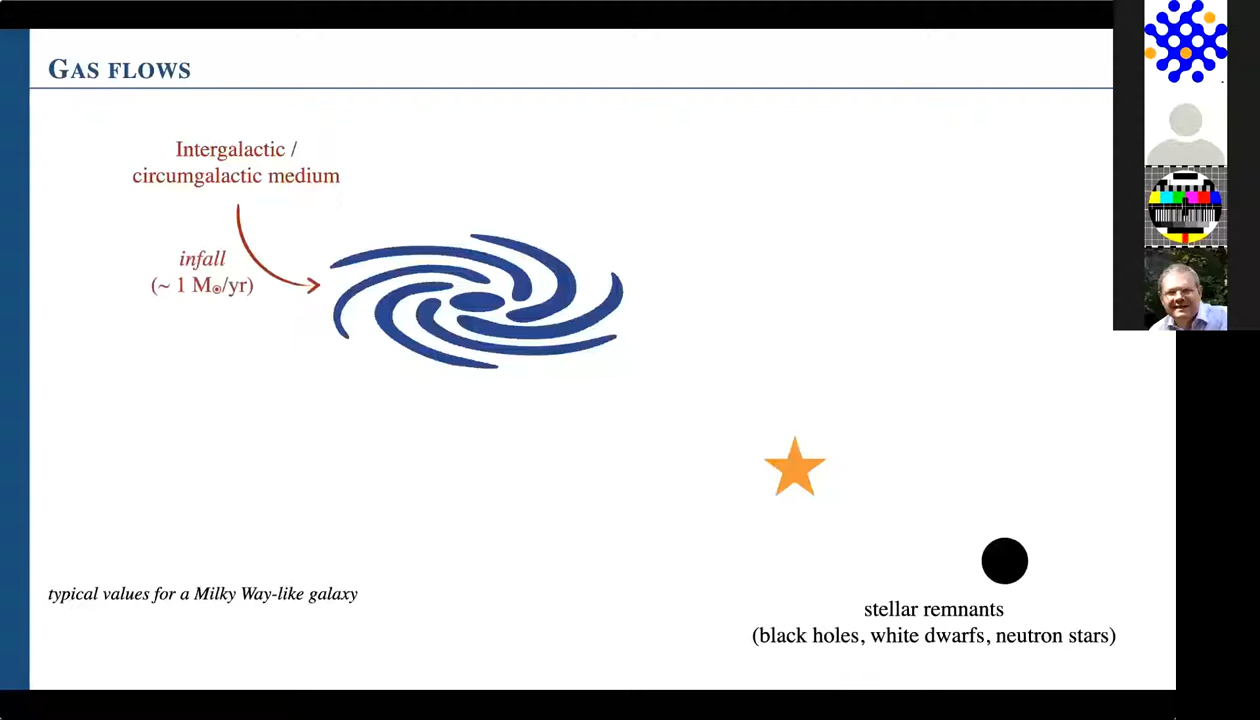 GAS FLOWS
Intergalactic /
circumgalactic medium
infall
(~ 1 M☉/yr)
typical values for a Milky Way-like galaxy
stellar remnants
(black holes, white dwarfs, neutron stars)